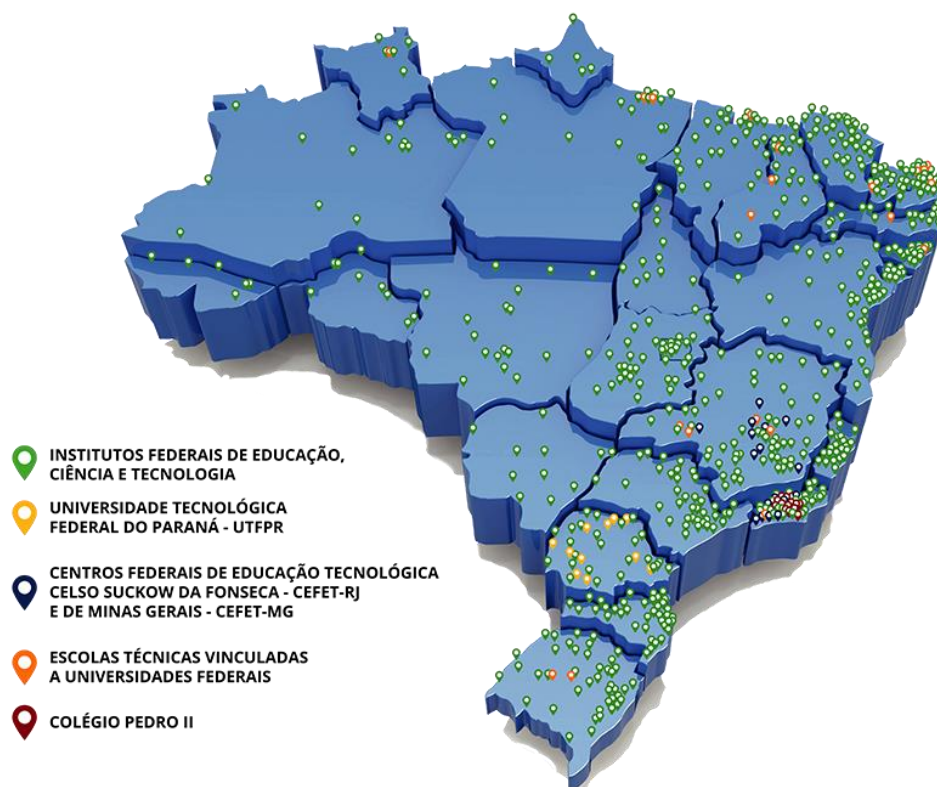 INSTITUTOS FEDERAIS DE EDUCAÇÃO,
CIÊNCIA E TECNOLOGIA
UNIVERSIDADE TECNOLÓGICA
FEDERAL DO PARANÁ - UTFPR
CENTROS FEDERAIS DE EDUCAÇÃO TECNOLÓGICA
CELSO SUCKOW DA FONSECA - CEFET-RJ
E DE MINAS GERAIS - CEFET-MG
ESCOLAS TÉCNICAS VINCULADAS
A UNIVERSIDADES FEDERAIS
COLÉGIO PEDRO II